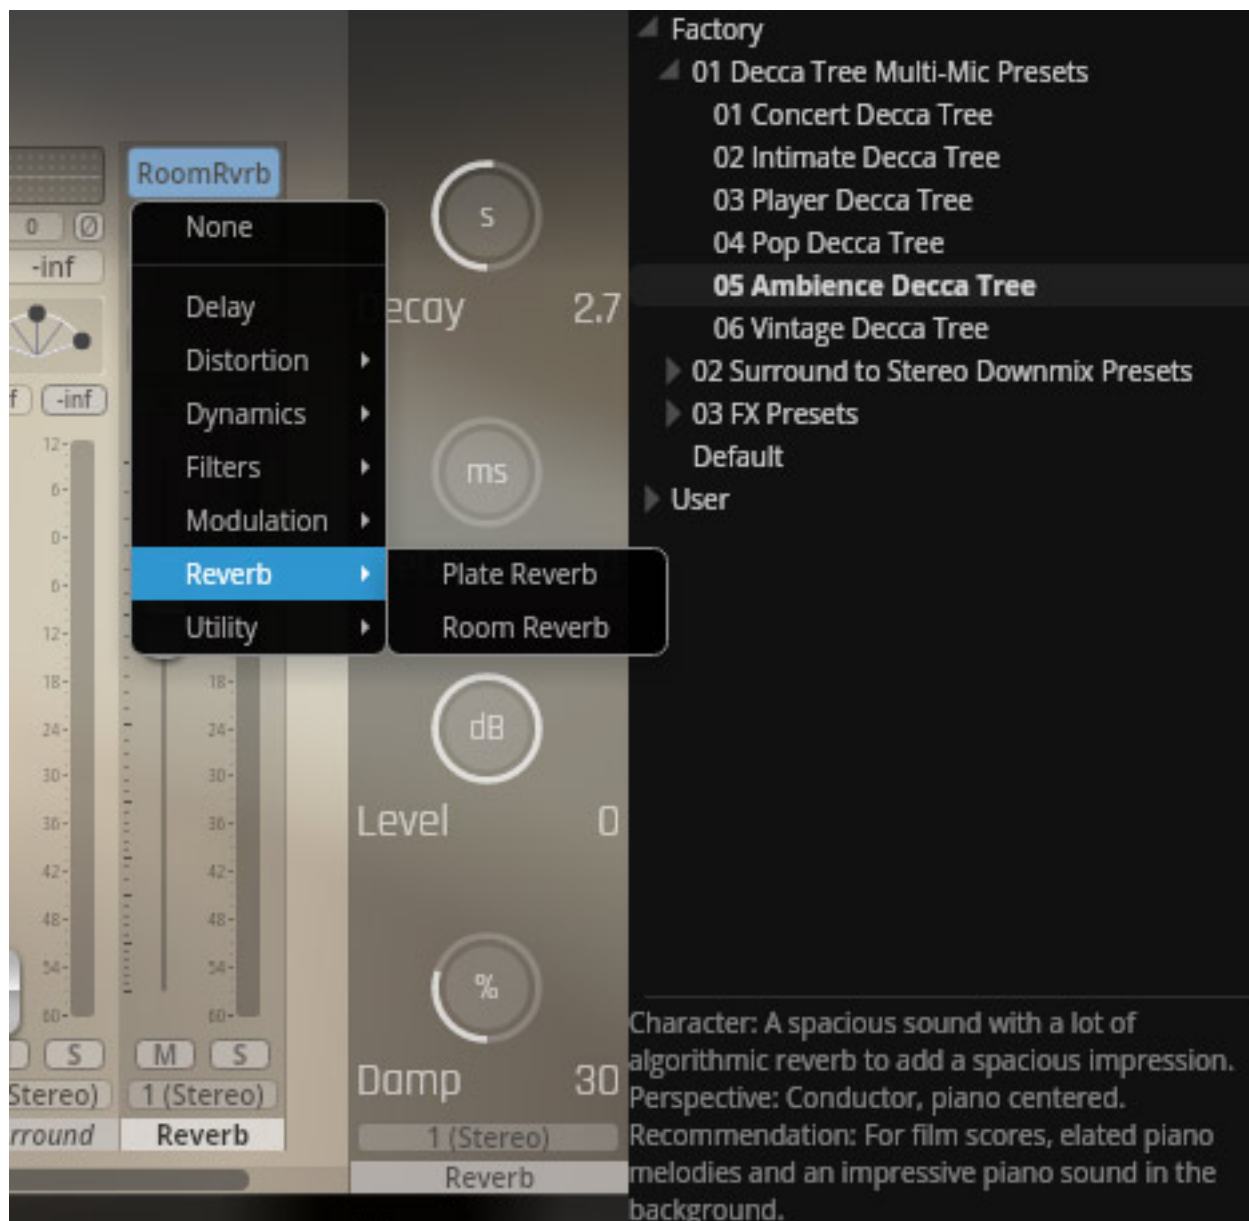 RoomRvrb
0
Ø
-inf
-inf
12-
6-
0-
6-
12-
18-
24-
30-
36-
42-
48-
54-
60-
S
Stereo)
rround
None
Delay
Distortion
Dynamics
Filters
Modulation
Reverb
Utility
Plate Reverb
Room Reverb
18-
24-
30-
36-
42-
48-
54-
60-
M S
1 (Stereo)
Reverb
s
Decay 2.7
ms
dB
Level 0
%
Damp 30
1 (Stereo)
Reverb
Factory
01 Decca Tree Multi-Mic Presets
01 Concert Decca Tree
02 Intimate Decca Tree
03 Player Decca Tree
04 Pop Decca Tree
05 Ambience Decca Tree
06 Vintage Decca Tree
02 Surround to Stereo Downmix Presets
03 FX Presets
Default
User
Character: A spacious sound with a lot of
algorithmic reverb to add a spacious impression.
Perspective: Conductor, piano centered.
Recommendation: For film scores, elated piano
melodies and an impressive piano sound in the
background.